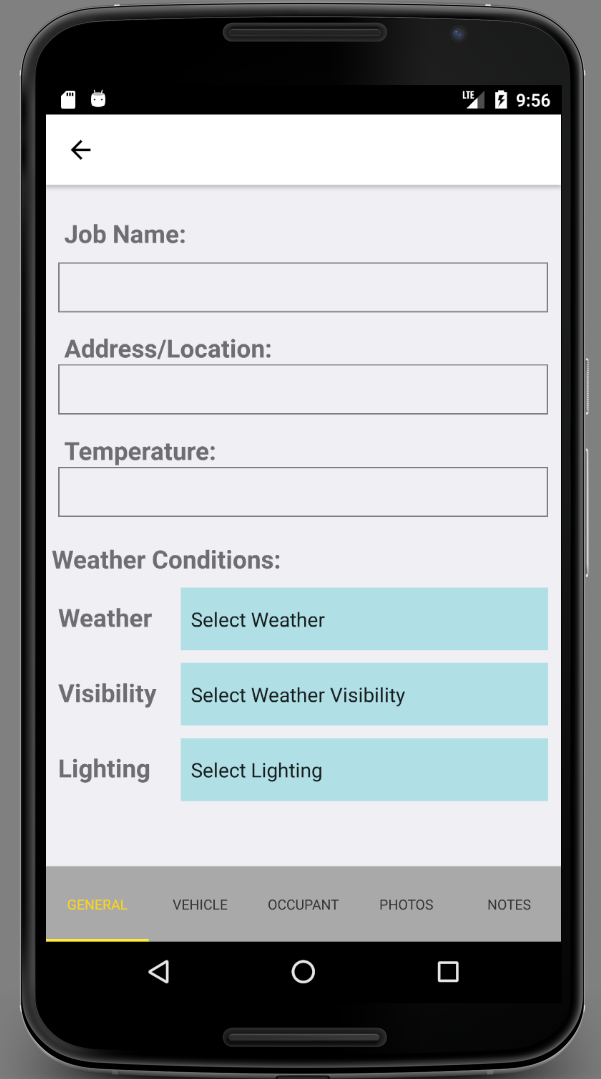 LTE 9:56
Job Name:
Address/Location:
Temperature:
Weather Conditions:
Weather Select Weather
Visibility Select Weather Visibility
Lighting Select Lighting
GENERAL VEHICLE OCCUPANT PHOTOS NOTES